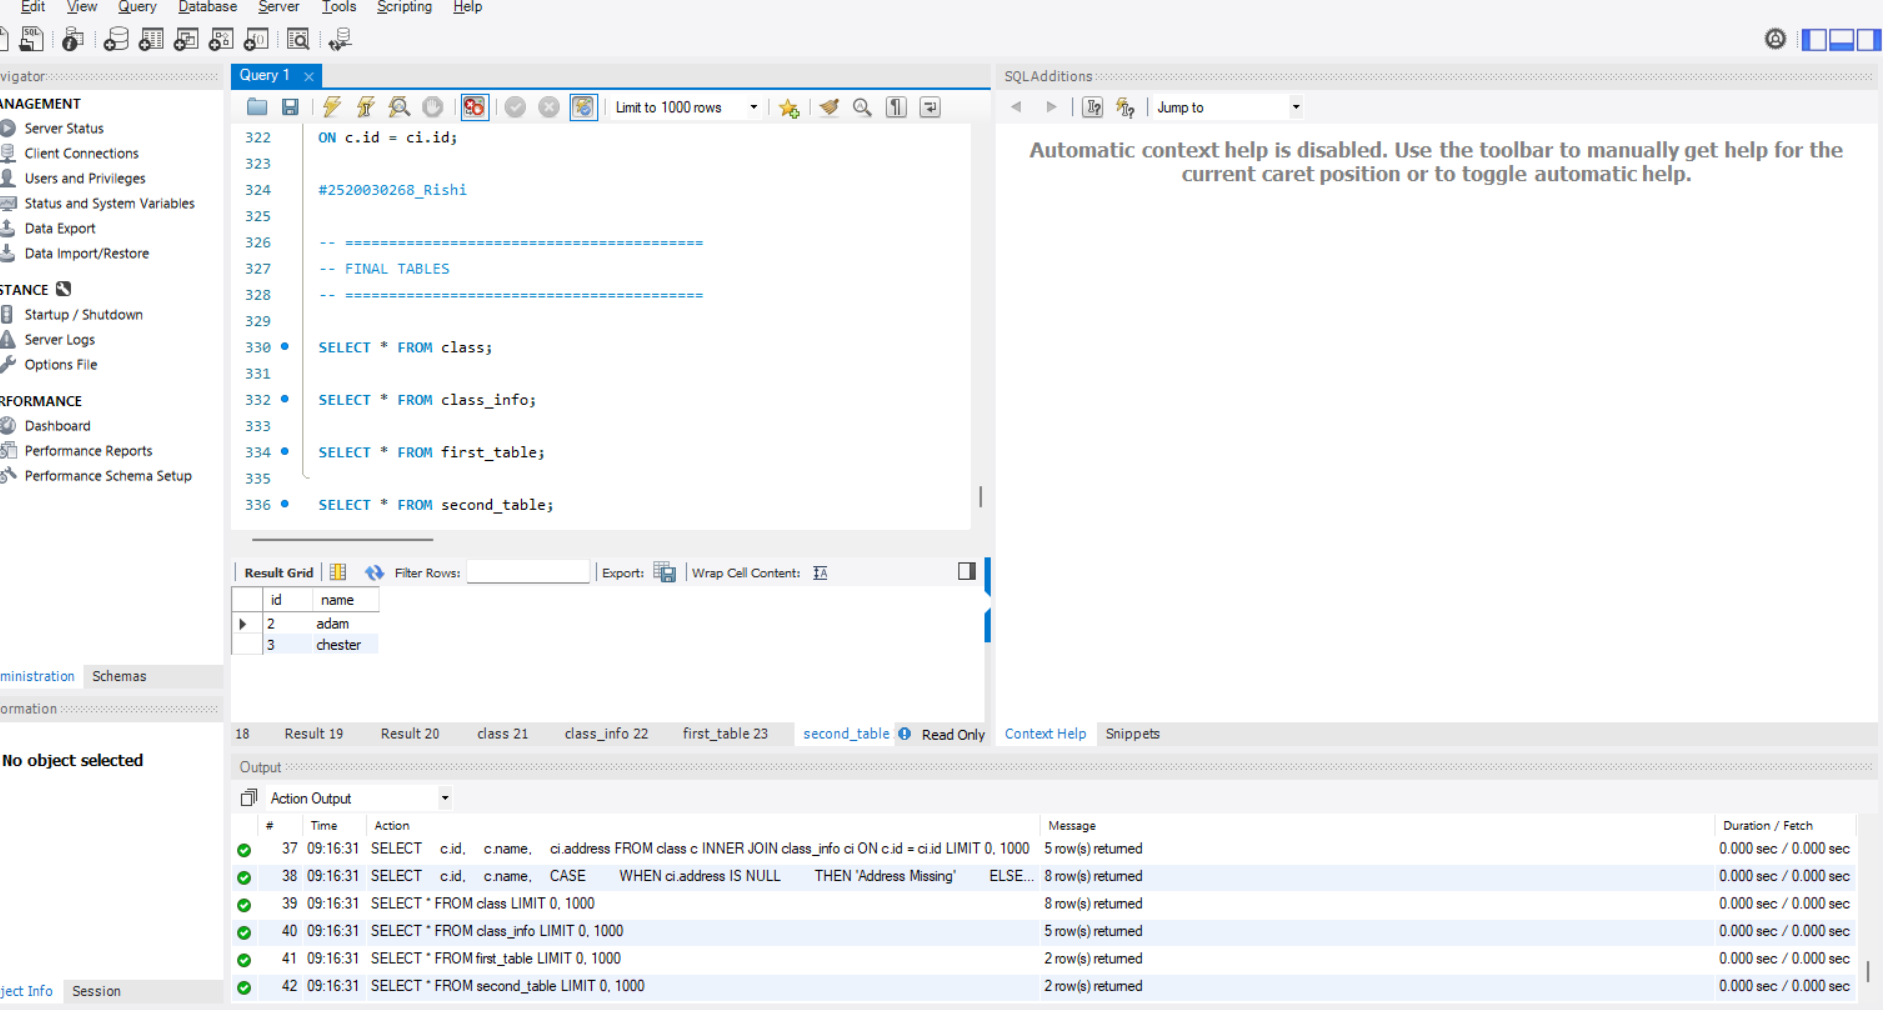 Edit View Query Database Server Tools Scripting Help
vigator
ANAGEMENT
Server Status
Client Connections
Users and Privileges
Status and System Variables
Data Export
Data Import/Restore
STANCE
Startup / Shutdown
Server Logs
Options File
RFORMANCE
Dashboard
Performance Reports
Performance Schema Setup
ministration Schemas
ormation
No object selected
ject Info Session
Query 1
Limit to 1000 rows
322 ON c.id = ci.id;
323
324 #2520030268_Rishi
325
326 -- =========================================
327 -- FINAL TABLES
328 -- =========================================
329
330 SELECT * FROM class;
331
332 SELECT * FROM class_info;
333
334 SELECT * FROM first_table;
335
336 SELECT * FROM second_table;
Result Grid Filter Rows: Export: Wrap Cell Content:
id name
2 adam
3 chester
18 Result 19 Result 20 class 21 class_info 22 first_table 23 second_table Read Only
SQLAdditions
Jump to
Automatic context help is disabled. Use the toolbar to manually get help for the
current caret position or to toggle automatic help.
Context Help Snippets
Output
Action Output
# Time Action Message Duration / Fetch
37 09:16:31 SELECT c.id, c.name, ci.address FROM class c INNER JOIN class_info ci ON c.id = ci.id LIMIT 0, 1000 5 row(s) returned 0.000 sec / 0.000 sec
38 09:16:31 SELECT c.id, c.name, CASE WHEN ci.address IS NULL THEN 'Address Missing' ELSE... 8 row(s) returned 0.000 sec / 0.000 sec
39 09:16:31 SELECT * FROM class LIMIT 0, 1000 8 row(s) returned 0.000 sec / 0.000 sec
40 09:16:31 SELECT * FROM class_info LIMIT 0, 1000 5 row(s) returned 0.000 sec / 0.000 sec
41 09:16:31 SELECT * FROM first_table LIMIT 0, 1000 2 row(s) returned 0.000 sec / 0.000 sec
42 09:16:31 SELECT * FROM second_table LIMIT 0, 1000 2 row(s) returned 0.000 sec / 0.000 sec